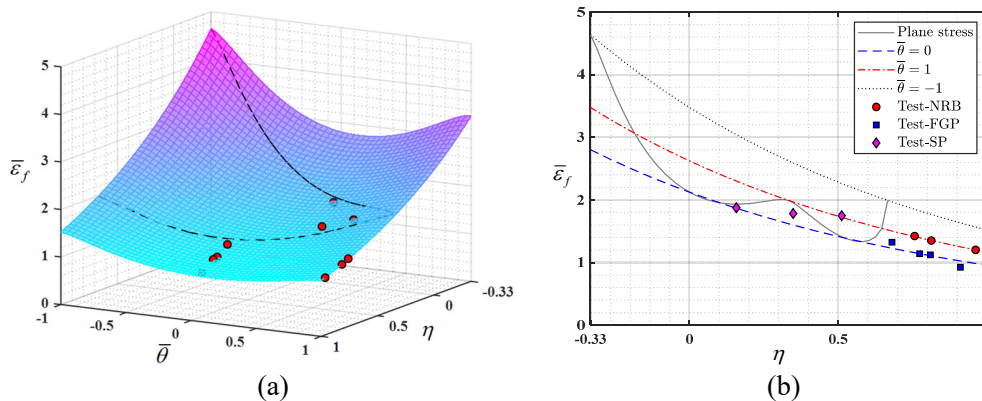 5
4
3
2
1
0
ε̄_f
-1
-0.5
0
0.5
1
θ̄
1
0.5
0
-0.33
η
(a)
5
4
3
2
1
0
ε̄_f
-0.33
0
0.5
η
Plane stress
θ̄ = 0
θ̄ = 1
θ̄ = −1
Test-NRB
Test-FGP
Test-SP
(b)